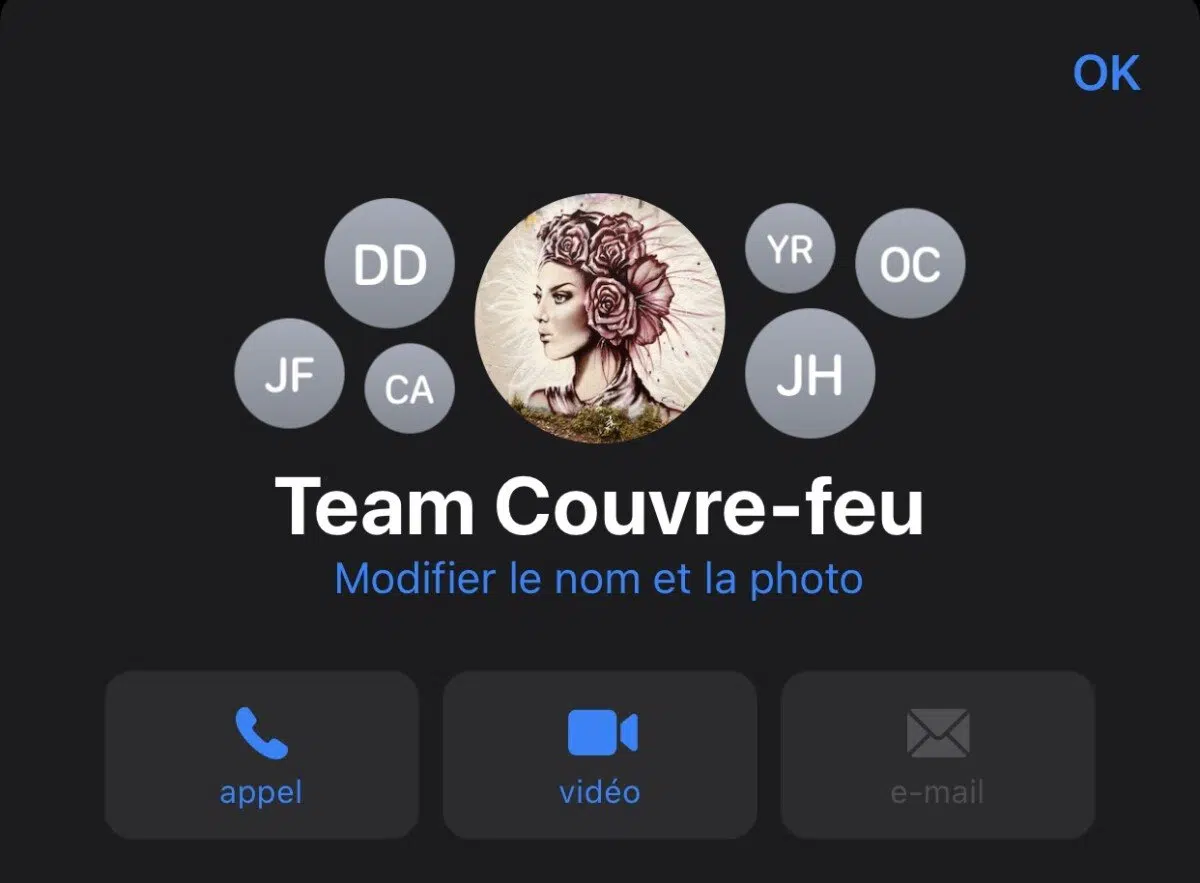 OK
DD
YR
OC
JF
CA
JH
Team Couvre-feu
Modifier le nom et la photo
appel
vidéo
e-mail